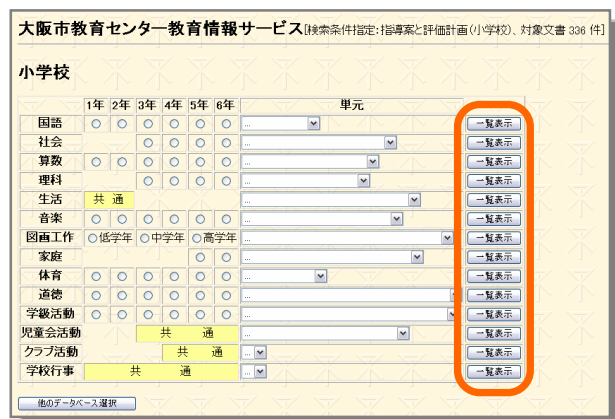 大阪市教育センター教育情報サービス[検索条件指定:指導案と評価計画(小学校)、対象文書 336 件]
小学校
1年 2年 3年 4年 5年 6年 単元
国語 ... 一覧表示
社会 ... 一覧表示
算数 ... 一覧表示
理科 ... 一覧表示
生活 共 通 ... 一覧表示
音楽 ... 一覧表示
図画工作 低学年 中学年 高学年 ... 一覧表示
家庭 ... 一覧表示
体育 ... 一覧表示
道徳 ... 一覧表示
学級活動 ... 一覧表示
児童会活動 共 通 ... 一覧表示
クラブ活動 共 通 ... 一覧表示
学校行事 共 通 ... 一覧表示
他のデータベース選択